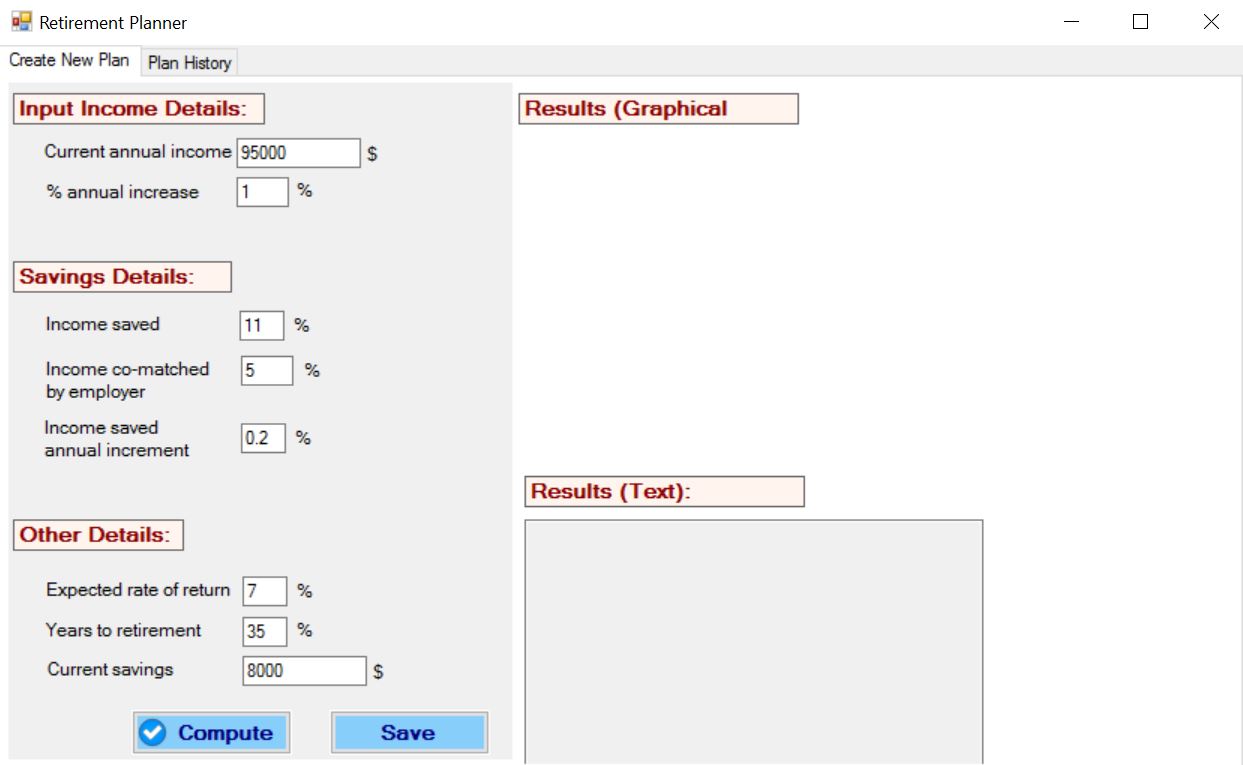 Retirement Planner
Create New Plan
Plan History
Input Income Details:
Current annual income 95000 $
% annual increase 1 %
Savings Details:
Income saved 11 %
Income co-matched
by employer
5 %
Income saved
annual increment
0.2 %
Other Details:
Expected rate of return 7 %
Years to retirement 35 %
Current savings 8000 $
Compute
Save
Results (Graphical
Results (Text):